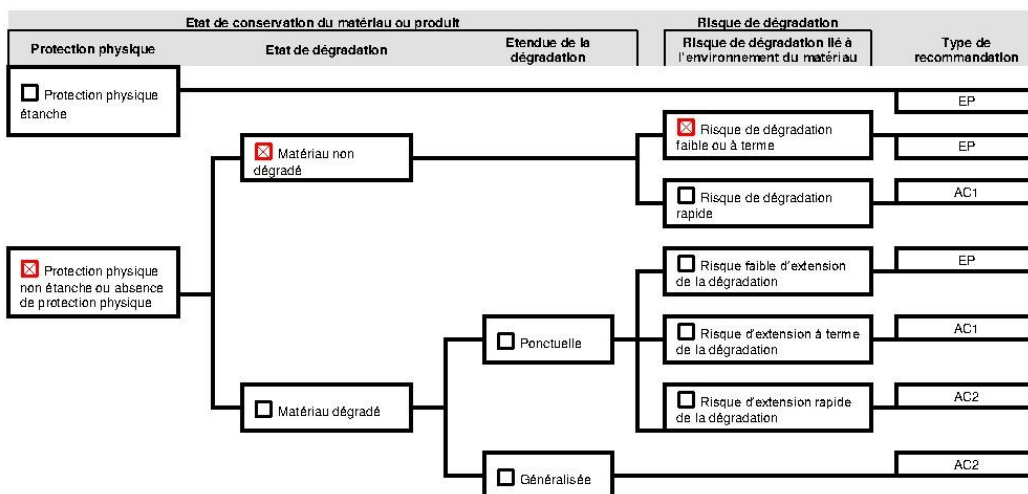 Etat de conservation du matériau ou produit
Risque de dégradation
Protection physique
Etat de dégradation
Etendue de la
dégradation
Risque de dégradation lié à
l'environnement du matériau
Type de
recommandation
Protection physique
étanche
EP
Matériau non
dégradé
Risque de dégradation
faible ou à terme
EP
Risque de dégradation
rapide
AC1
Protection physique
non étanche ou absence
de protection physique
Risque faible d'extension
de la dégradation
EP
Ponctuelle
Risque d'extension à terme
de la dégradation
AC1
Matériau dégradé
Risque d'extension rapide
de la dégradation
AC2
Généralisée
AC2